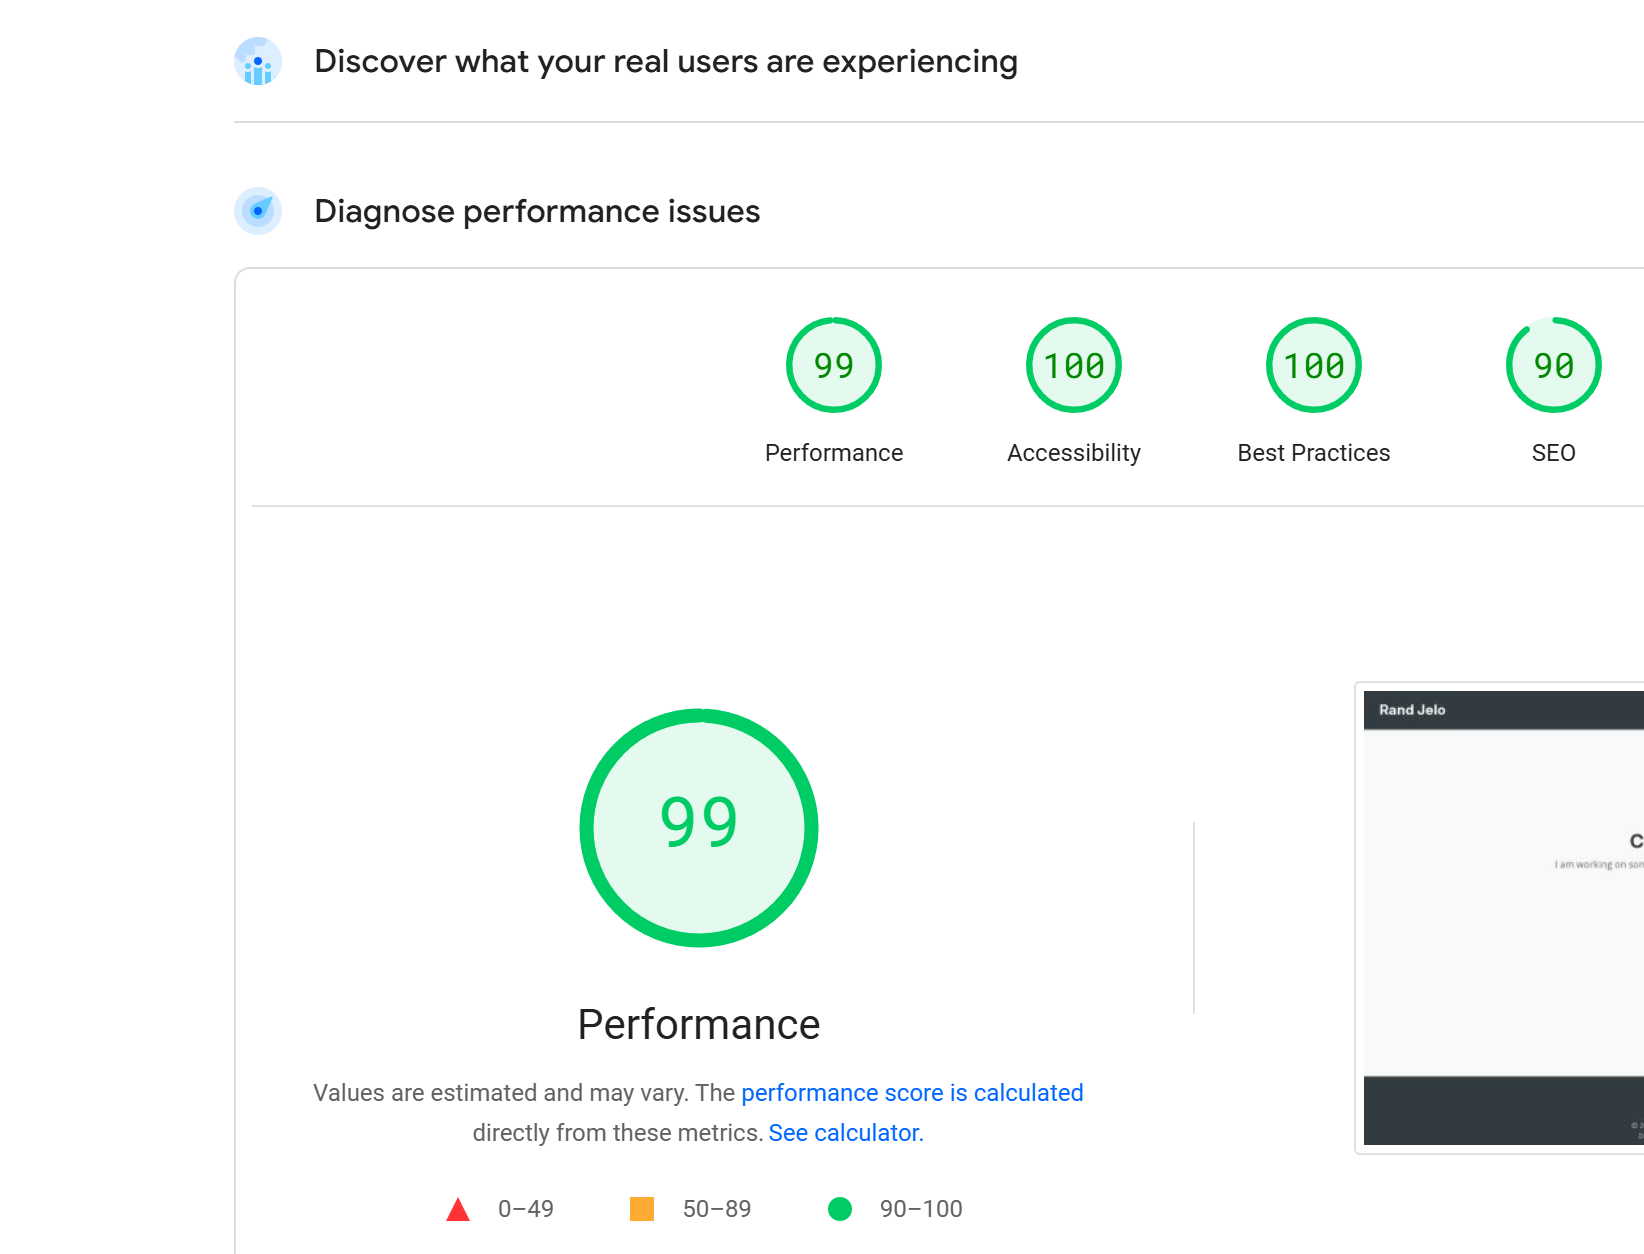 Discover what your real users are experiencing
Diagnose performance issues
99
100
100
90
Performance
Accessibility
Best Practices
SEO
99
Performance
Values are estimated and may vary. The performance score is calculated
directly from these metrics. See calculator.
0–49
50–89
90–100
Rand Jelo
I am working on